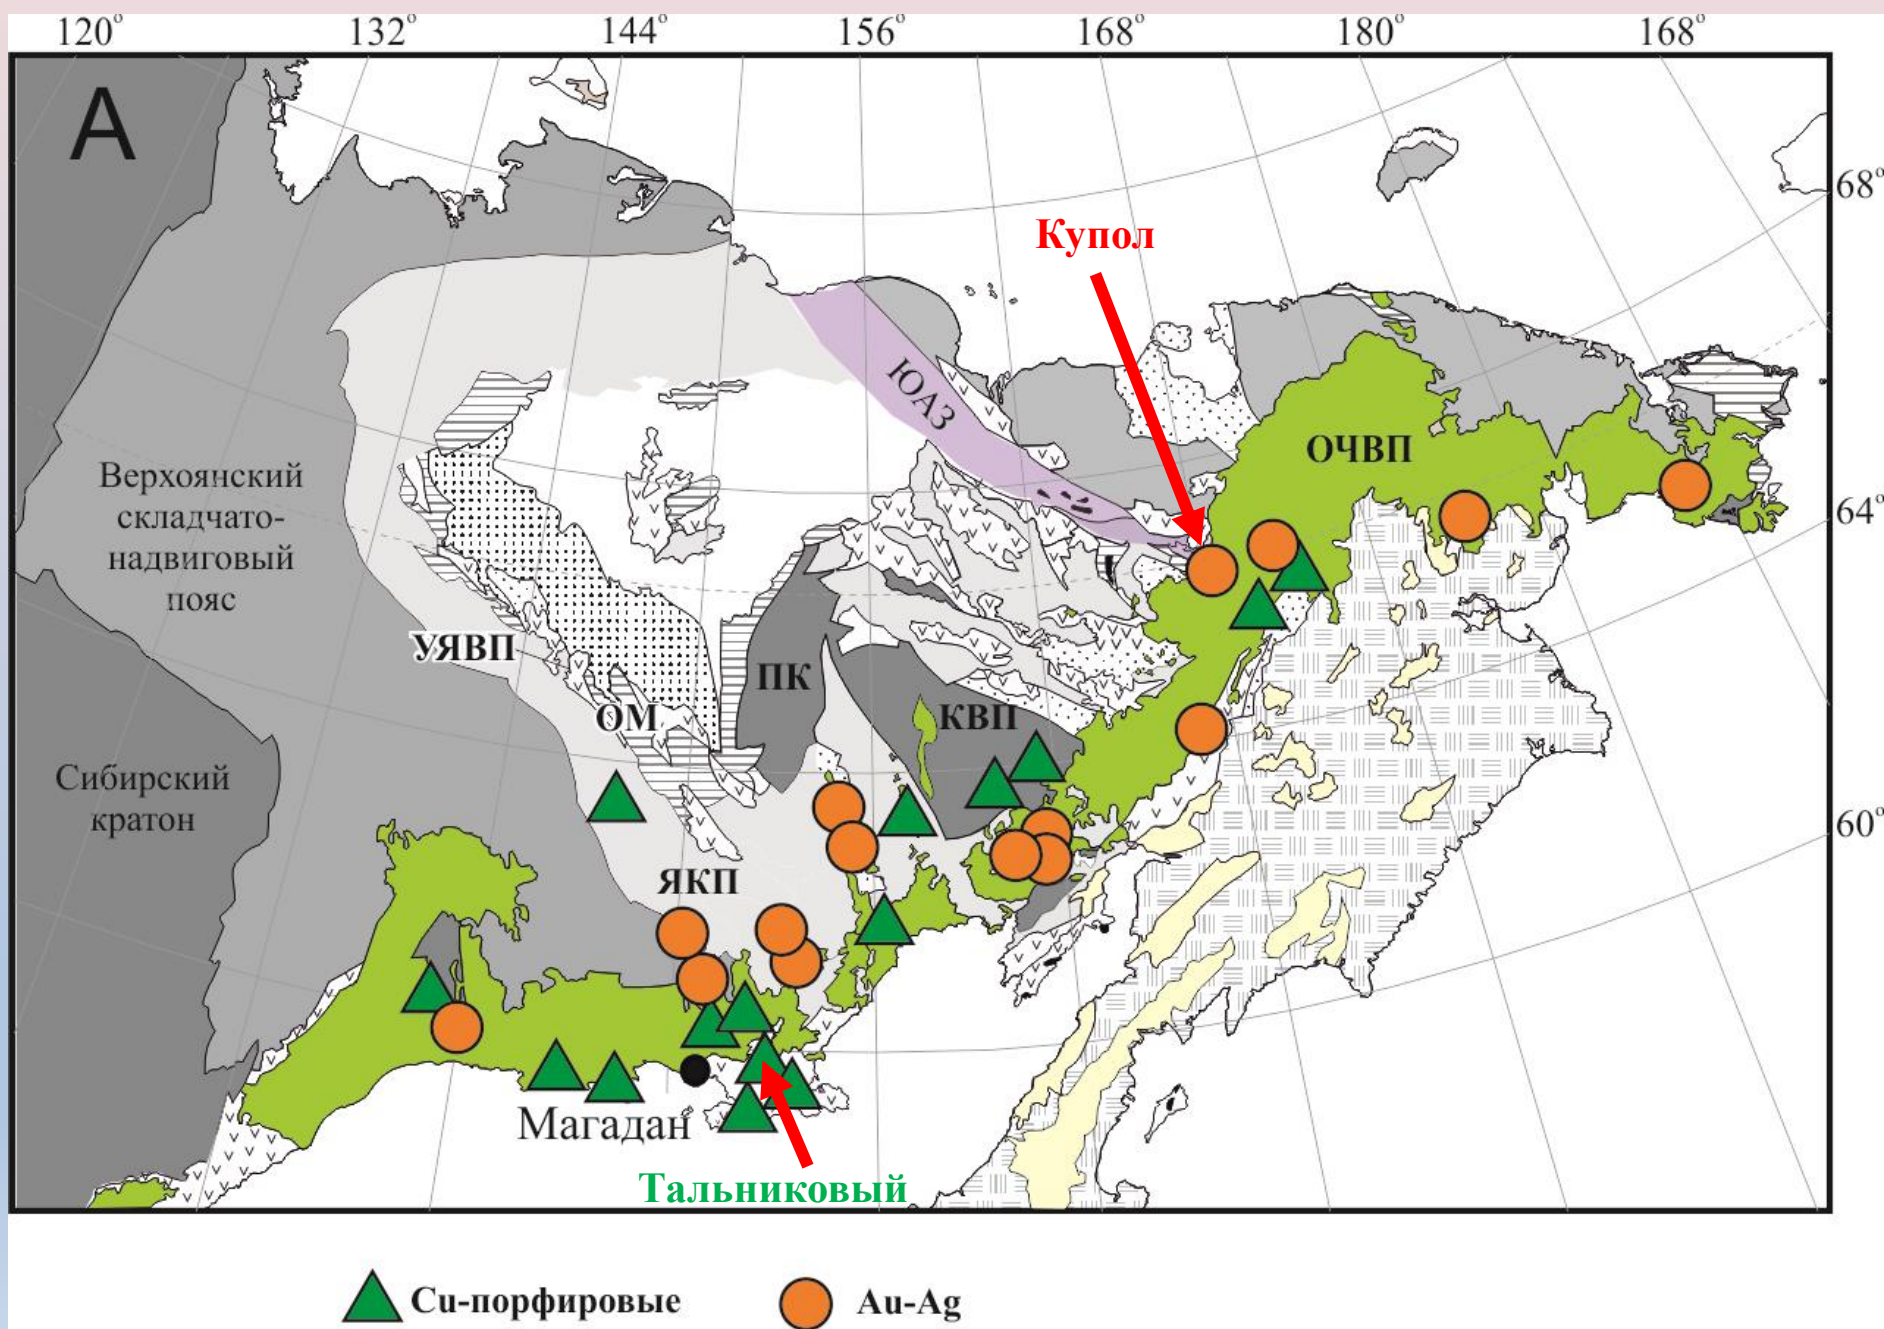 120°
132°
144°
156°
168°
180°
168°
А
68°
Купол
ЮАЗ
ОЧВП
Верхоянский
складчато-
надвиговый
пояс
64°
УЯВП
ПК
ОМ
КВП
Сибирский
кратон
60°
ЯКП
Магадан
Тальниковый
Cu-порфировые
Au-Ag